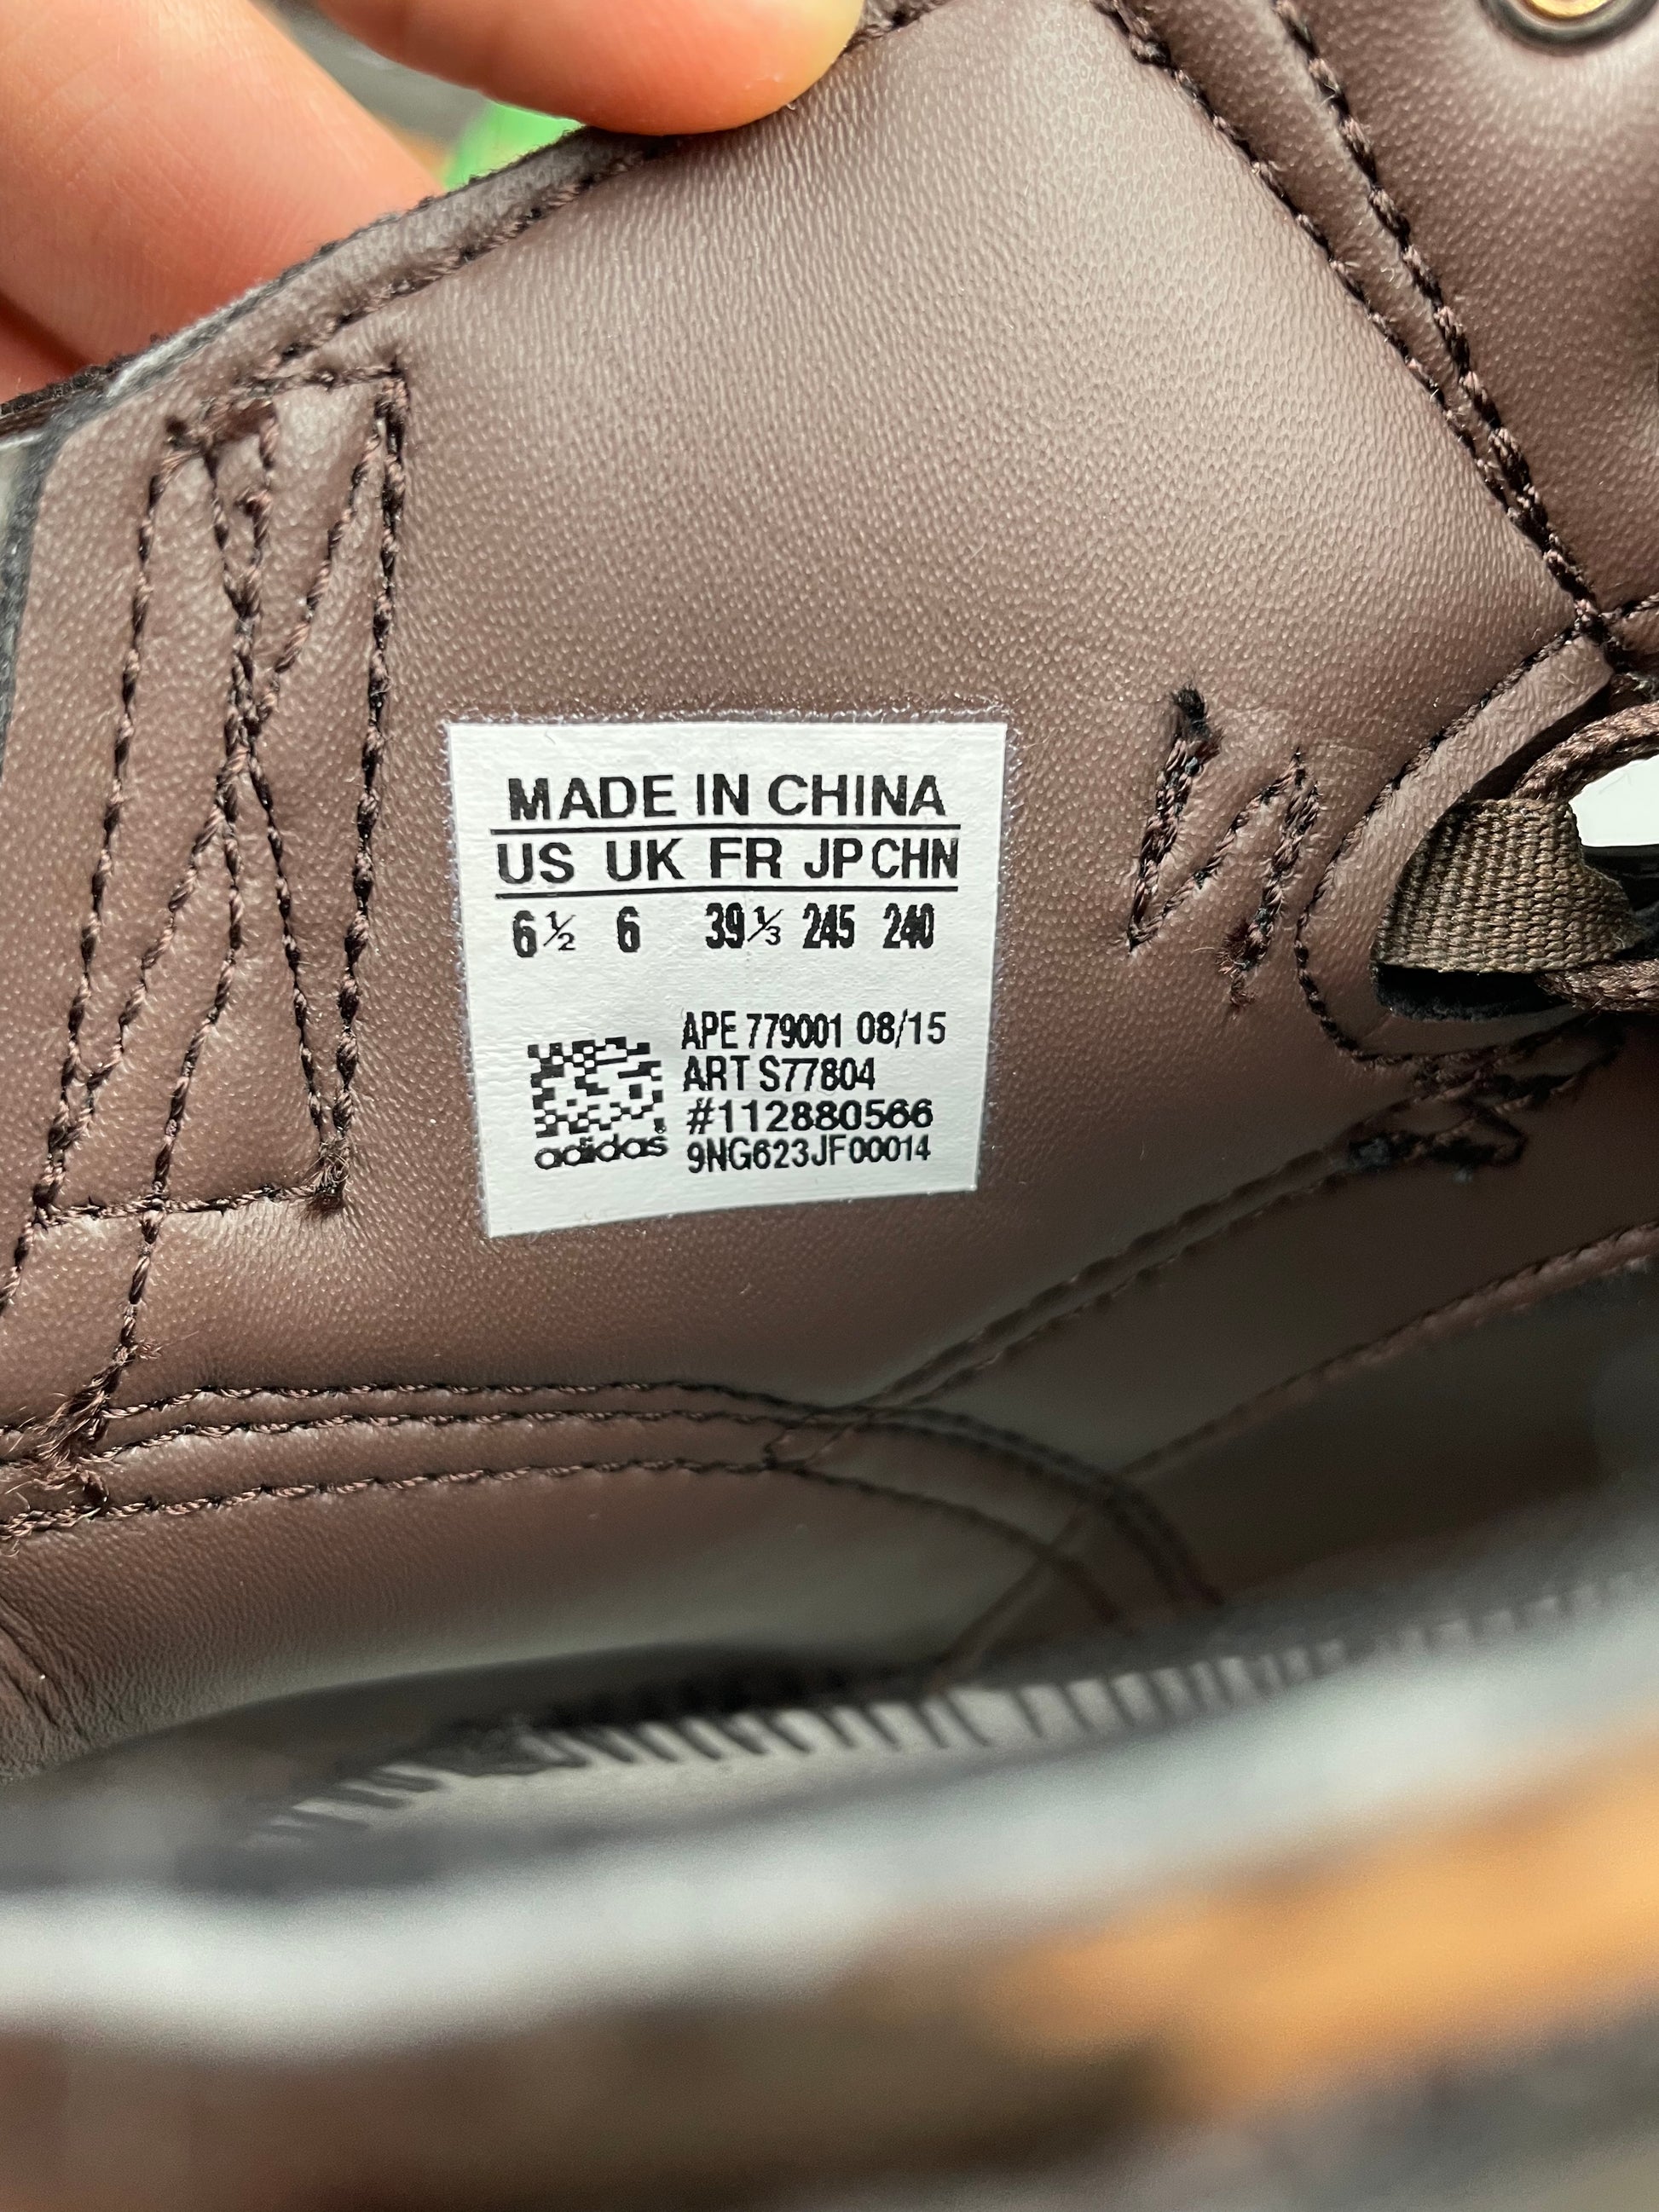 MADE IN CHINA
US UK FR JP CHN
6½ 6 39⅓ 245 240
APE 779001 08/15
ART S77804
#112880566
adidas® 9NG623JF00014